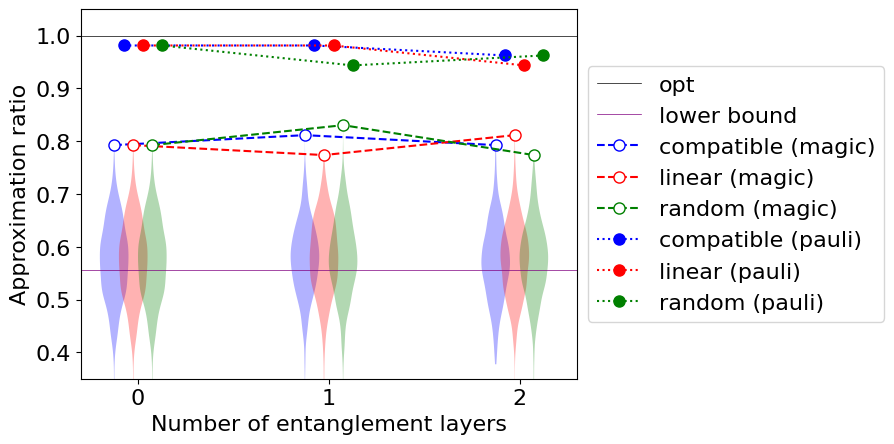 Approximation ratio
1.0
0.9
0.8
0.7
0.6
0.5
0.4
0
1
2
Number of entanglement layers
opt
lower bound
compatible (magic)
linear (magic)
random (magic)
compatible (pauli)
linear (pauli)
random (pauli)